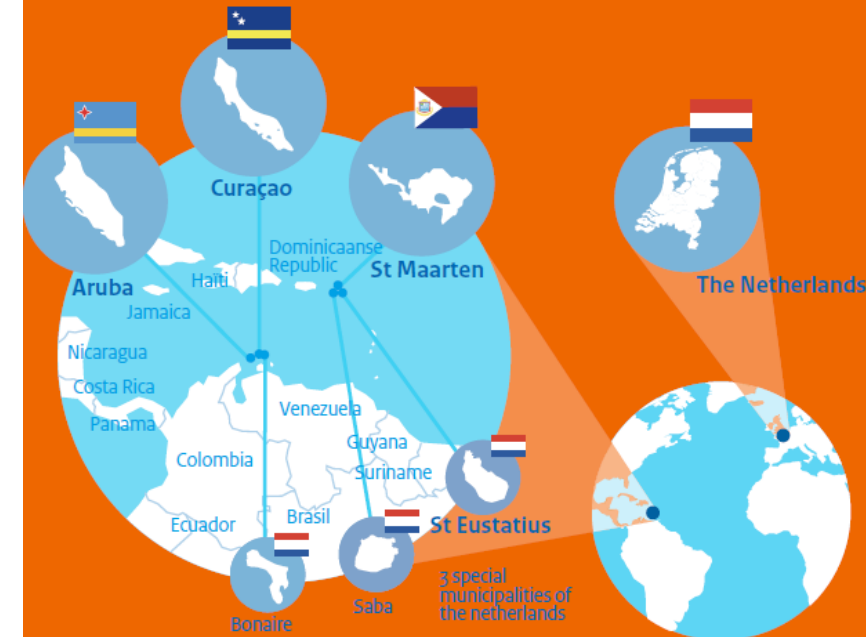 Curaçao
Aruba
St Maarten
The Netherlands
Dominicaanse
Republic
Haïti
Jamaica
Nicaragua
Costa Rica
Panama
Venezuela
Guyana
Colombia
Suriname
Ecuador
Brasil
St Eustatius
Saba
Bonaire
3 special
municipalities of
the netherlands